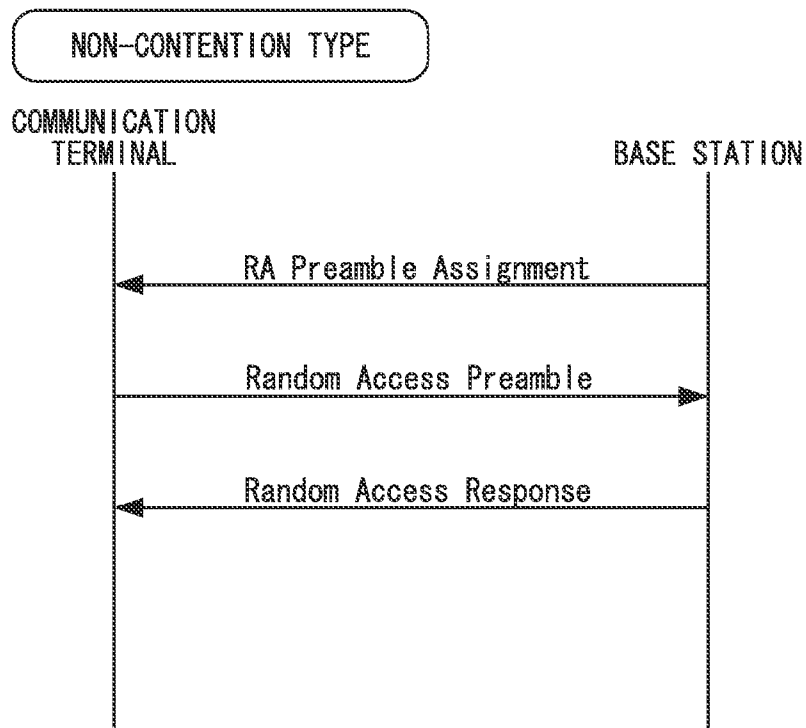 NON-CONTENTION TYPE
COMMUNICATION
TERMINAL
BASE STATION
RA Preamble Assignment
Random Access Preamble
Random Access Response